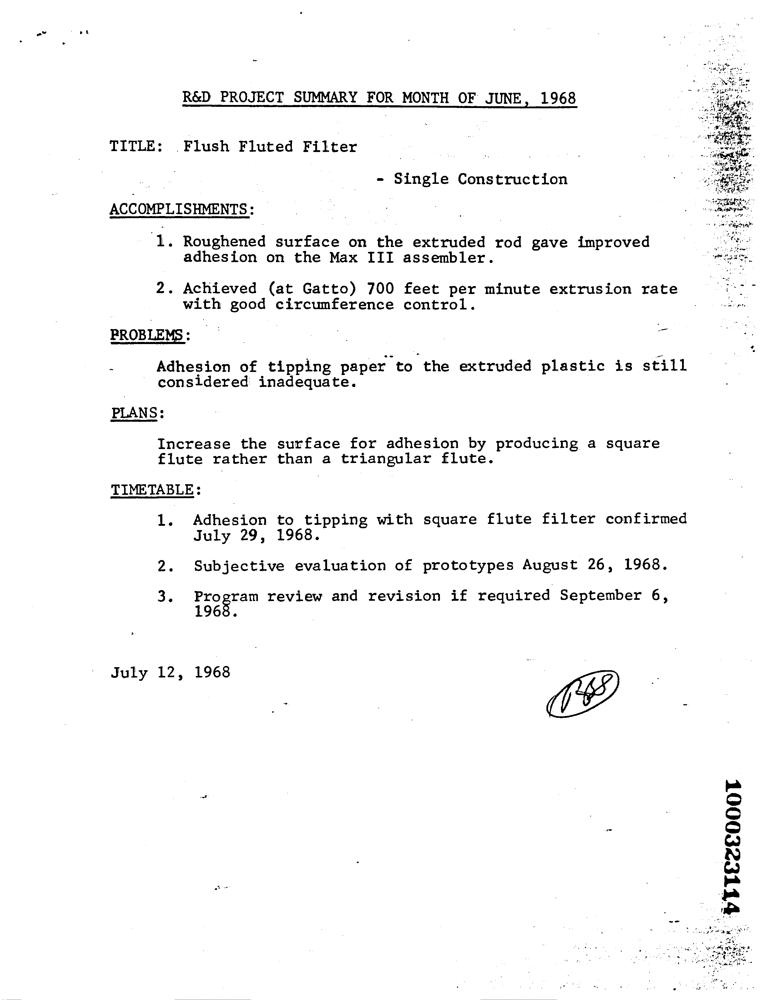 R&D PROJECT SUMMARY FOR MONTH OF JUNE, 1968
TITLE: Flush Fluted Filter
- Single Construction
ACCOMPLISHMENTS:
1. Roughened surface on the extruded rod gave improved
adhesion on the Max III assembler.
2. Achieved (at Gatto) 700 feet per minute extrusion rate
with good circumference control.
PROBLEMS:
Adhesion of tipping paper to the extruded plastic is still
considered inadequate.
PLANS:
Increase the surface for adhesion by producing a square
flute rather than a triangular flute.
TIMETABLE:
1. Adhesion to tipping with square flute filter confirmed
July 29, 1968.
2. Subjective evaluation of prototypes August 26, 1968.
3. Program review and revision if required September 6,
1968.
July 12, 1968
1000323114